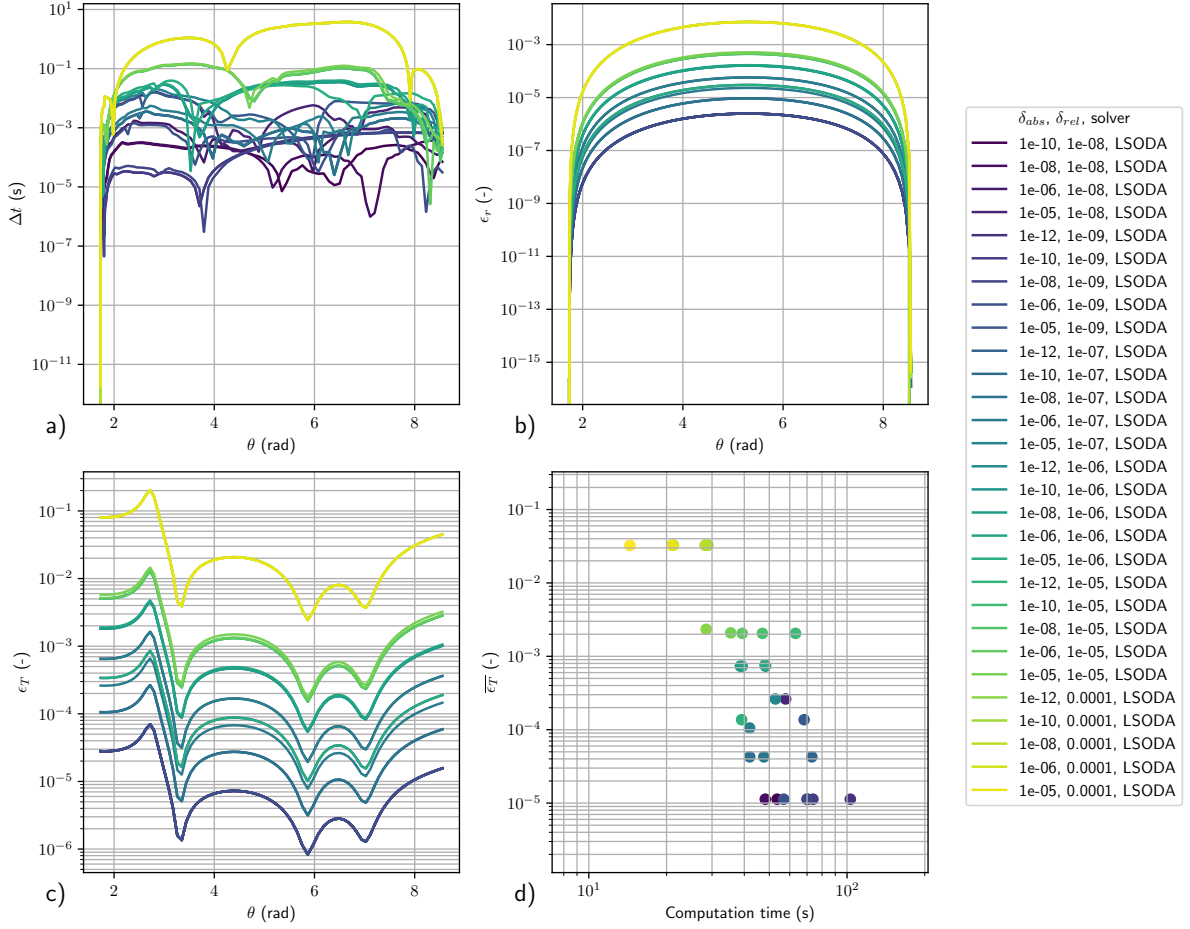 10^1
10^{-1}
10^{-3}
10^{-5}
10^{-7}
10^{-9}
10^{-11}
Δt (s)
2
4
6
8
θ (rad)
a)
10^{-3}
10^{-5}
10^{-7}
10^{-9}
10^{-11}
10^{-13}
10^{-15}
ϵ_r (-)
2
4
6
8
θ (rad)
b)
10^{-1}
10^{-2}
10^{-3}
10^{-4}
10^{-5}
10^{-6}
ϵ_T (-)
2
4
6
8
θ (rad)
c)
10^{-1}
10^{-2}
10^{-3}
10^{-4}
10^{-5}
\overline{ϵ_T} (-)
10^1
10^2
Computation time (s)
d)
δ_{abs}, δ_{rel}, solver
1e-10, 1e-08, LSODA
1e-08, 1e-08, LSODA
1e-06, 1e-08, LSODA
1e-05, 1e-08, LSODA
1e-12, 1e-09, LSODA
1e-10, 1e-09, LSODA
1e-08, 1e-09, LSODA
1e-06, 1e-09, LSODA
1e-05, 1e-09, LSODA
1e-12, 1e-07, LSODA
1e-10, 1e-07, LSODA
1e-08, 1e-07, LSODA
1e-06, 1e-07, LSODA
1e-05, 1e-07, LSODA
1e-12, 1e-06, LSODA
1e-10, 1e-06, LSODA
1e-08, 1e-06, LSODA
1e-06, 1e-06, LSODA
1e-05, 1e-06, LSODA
1e-12, 1e-05, LSODA
1e-10, 1e-05, LSODA
1e-08, 1e-05, LSODA
1e-06, 1e-05, LSODA
1e-05, 1e-05, LSODA
1e-12, 0.0001, LSODA
1e-10, 0.0001, LSODA
1e-08, 0.0001, LSODA
1e-06, 0.0001, LSODA
1e-05, 0.0001, LSODA